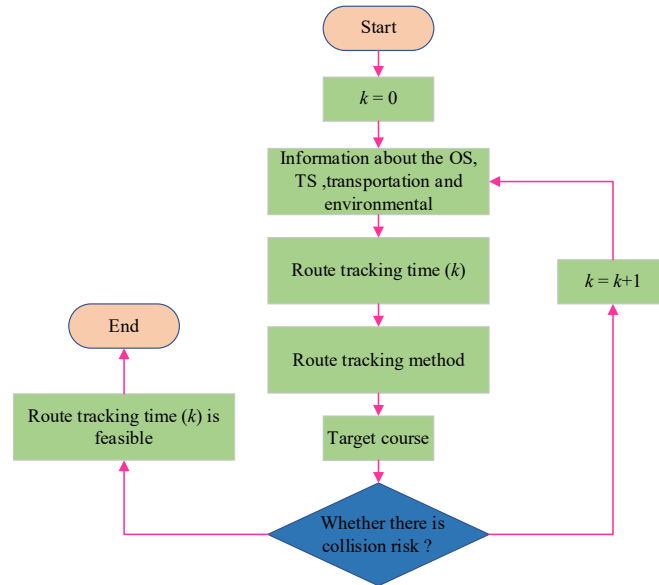 Start
k = 0
Information about the OS,
TS ,transportation and
environmental
Route tracking time (k)
k = k+1
End
Route tracking method
Route tracking time (k) is
feasible
Target course
Whether there is
collision risk ?